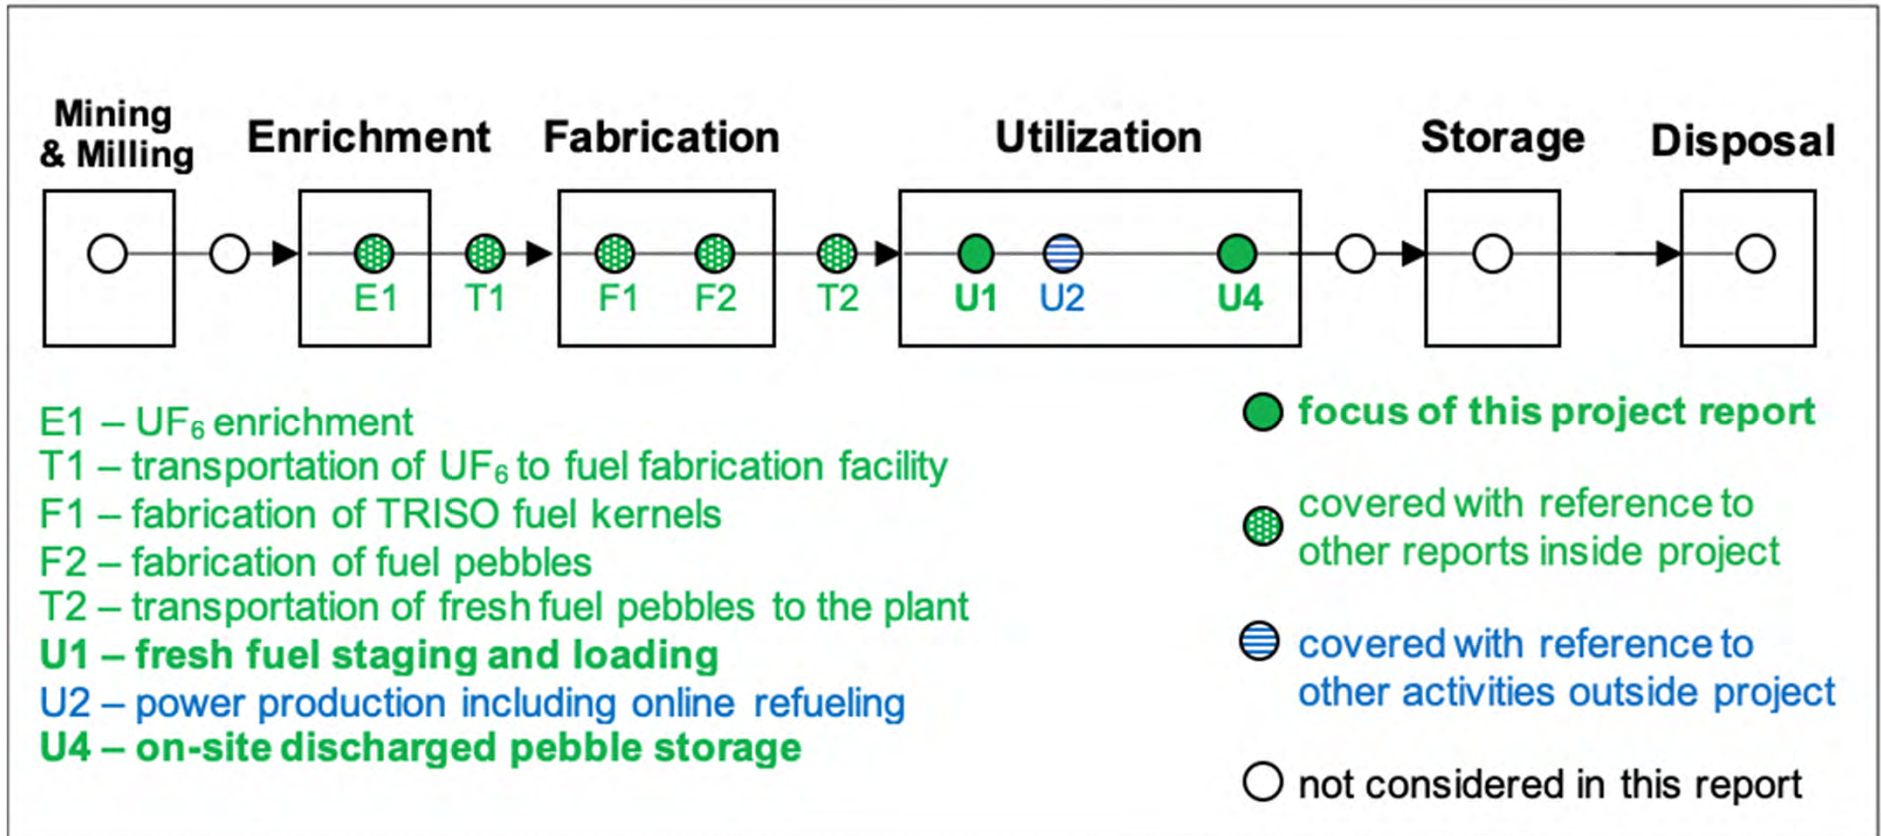 Mining
& Milling
Enrichment
Fabrication
Utilization
Storage
Disposal
E1
T1
F1
F2
T2
U1
U2
U4
E1 – UF₆ enrichment
T1 – transportation of UF₆ to fuel fabrication facility
F1 – fabrication of TRISO fuel kernels
F2 – fabrication of fuel pebbles
T2 – transportation of fresh fuel pebbles to the plant
U1 – fresh fuel staging and loading
U2 – power production including online refueling
U4 – on-site discharged pebble storage
focus of this project report
covered with reference to
other reports inside project
covered with reference to
other activities outside project
not considered in this report